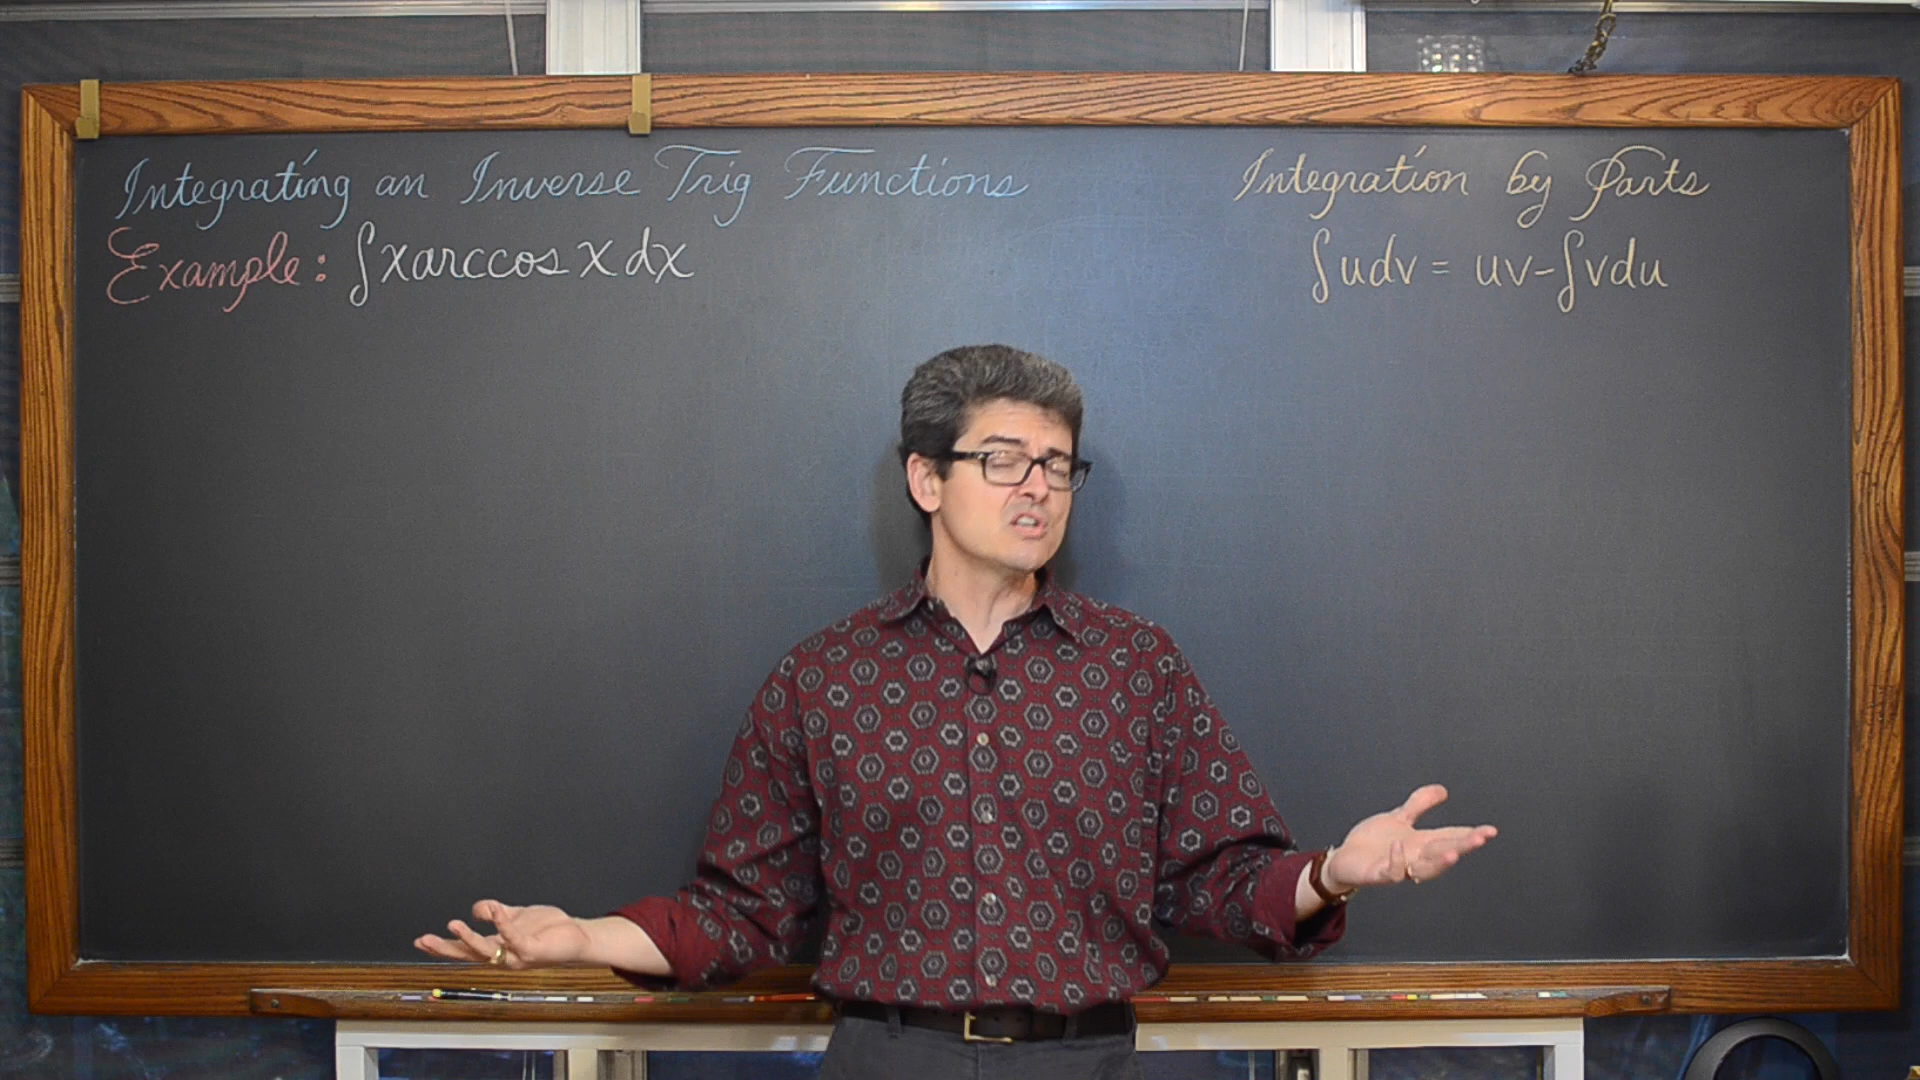 Integrating an Inverse Trig Functions
Example: ∫xarccos x dx
Integration by Parts
∫udv = uv-∫vdu